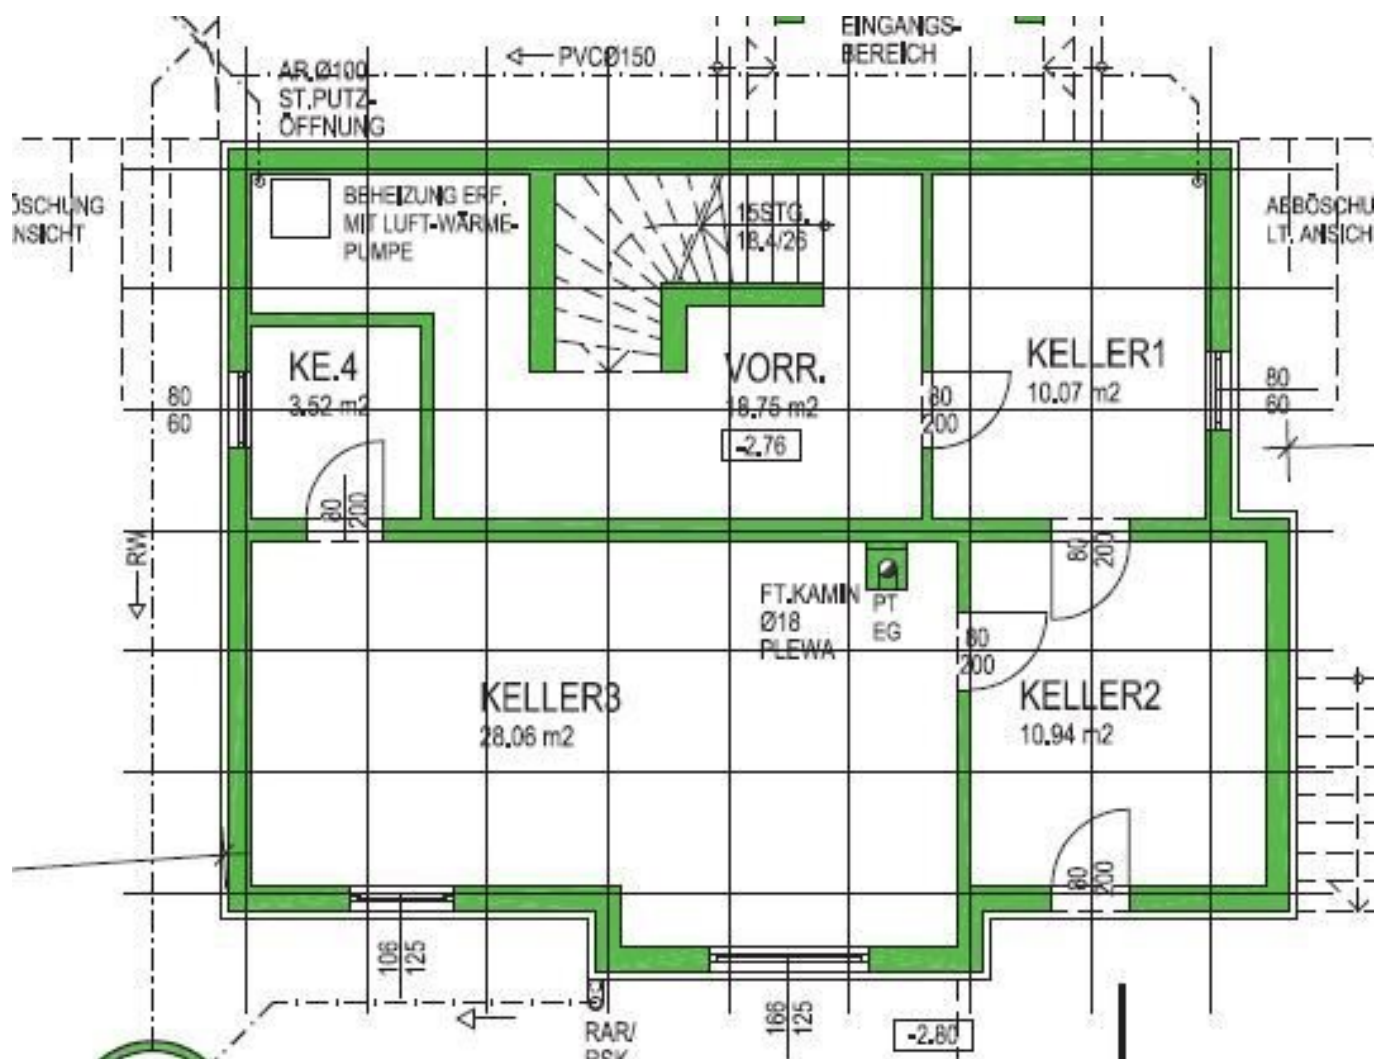 EINGANGS-
BEREICH
PVCØ150
AR.Ø100
ST.PUTZ-
ÖFFNUNG
BEHEIZUNG ERF.
MIT LUFT-WÄRME-
PUMPE
15STG.
18.4/26
ÖSCHUNG
NSICHT
ABBÖSCHU
LT. ANSICH
KE.4
3.52 m2
VORR.
18.75 m2
-2.76
KELLER1
10.07 m2
80
60
80
200
80
60
80
200
80
200
RW
FT.KAMIN
Ø18
PLEWA
PT
EG
80
200
KELLER3
28.06 m2
KELLER2
10.94 m2
80
200
106
125
166
125
-2.80
RAR/
RSK